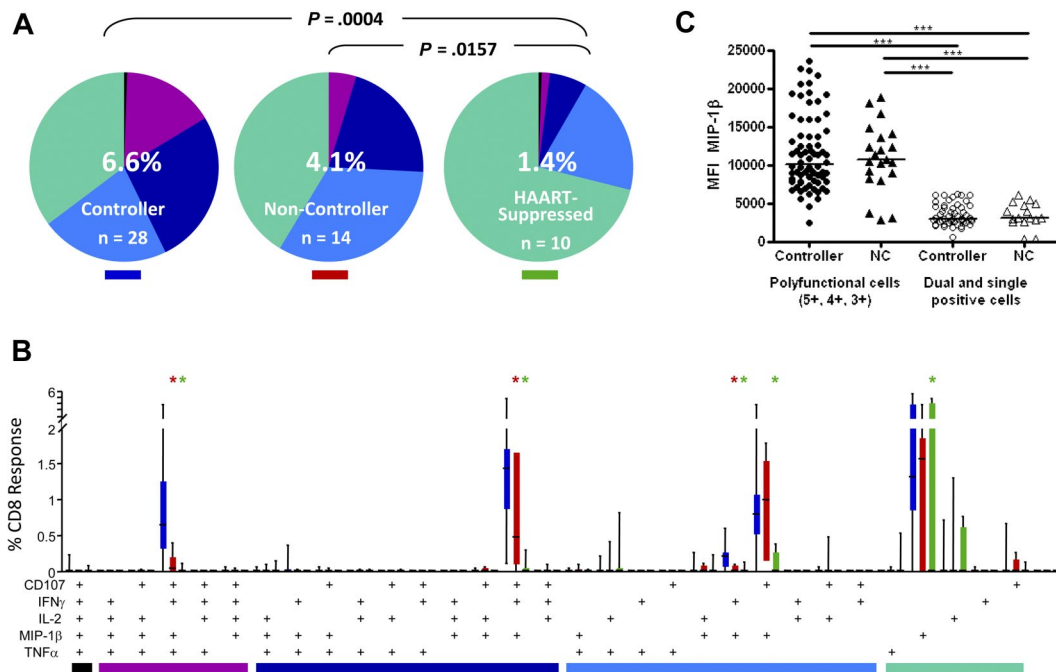 A
P = .0004
P = .0157
6.6%
Controller
n = 28
4.1%
Non-Controller
n = 14
1.4%
HAART-
Suppressed
n = 10
C
***
***
***
***
MFI MIP-1β
25000
20000
15000
10000
5000
0
Controller NC Controller NC
Polyfunctional cells
(5+, 4+, 3+)
Dual and single
positive cells
B
* * * * * * * *
% CD8 Response
6
2
1.5
1
0.5
0
CD107 + + + + + + + + + + + + + + + +
IFNγ + + + + + + + + + + + + + + + +
IL-2 + + + + + + + + + + + + + + + +
MIP-1β + + + + + + + + + + + + + + + +
TNFα + + + + + + + + + + + + + + + +